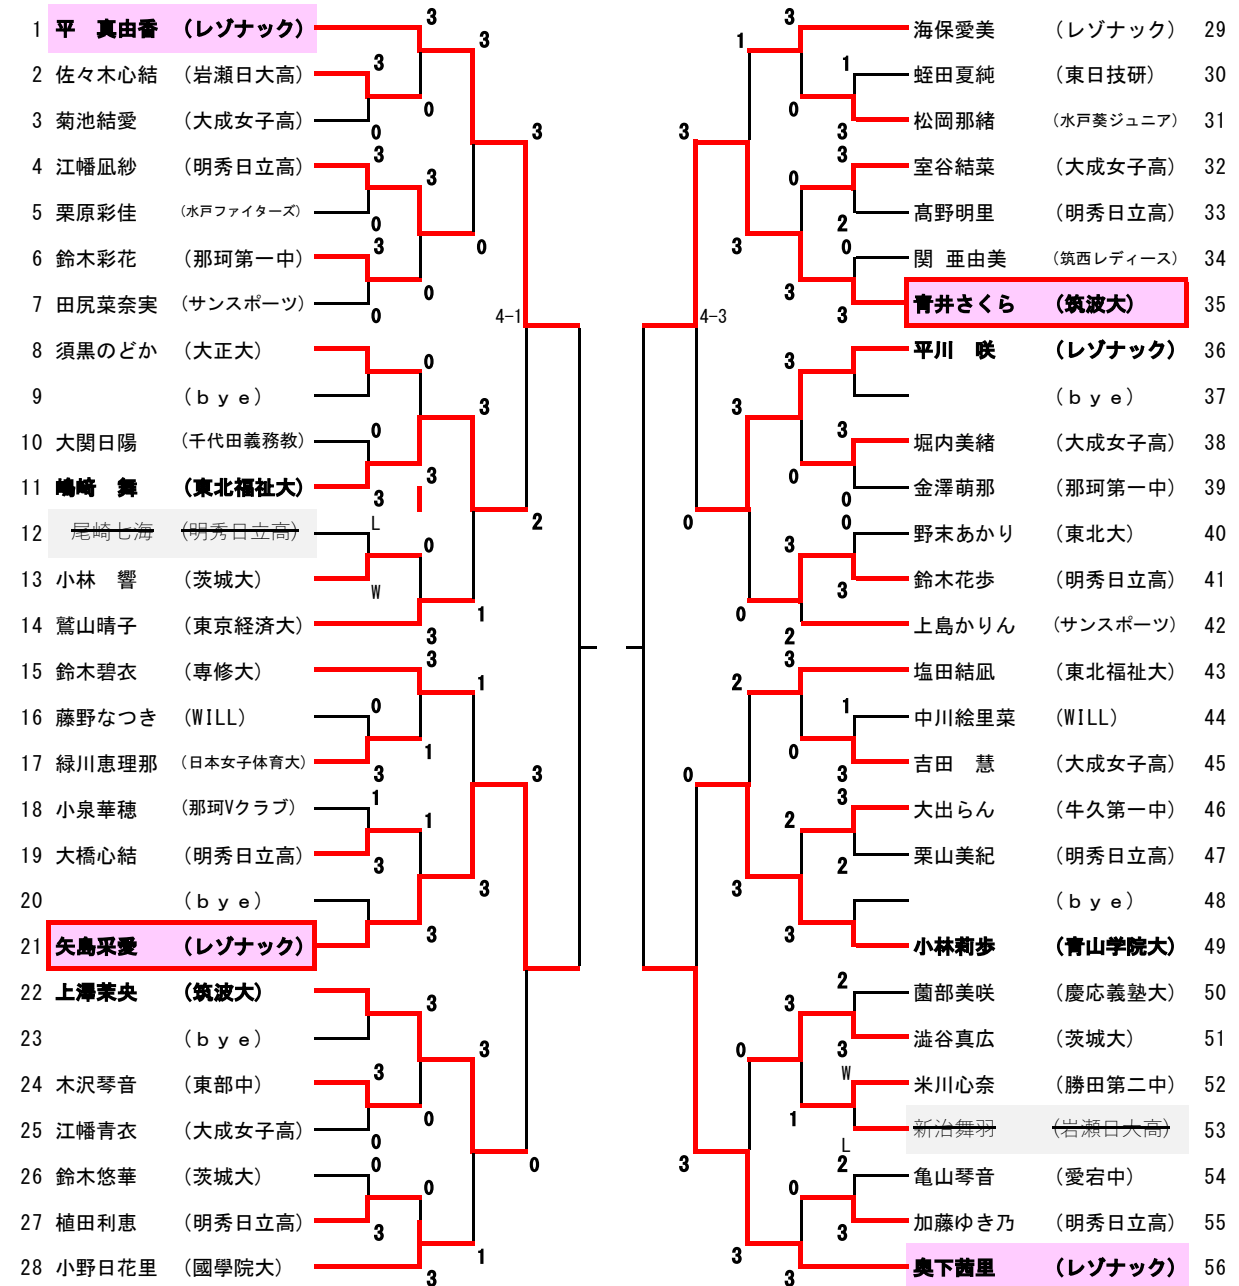 1 平 真由香 (レゾナック)
2 佐々木心結 (岩瀬日大高)
3 菊池結愛 (大成女子高)
4 江幡凪紗 (明秀日立高)
5 栗原彩佳 (水戸ファイターズ)
6 鈴木彩花 (那珂第一中)
7 田尻菜奈実 (サンスポーツ)
8 須黒のどか (大正大)
9 (ｂｙｅ)
10 大関日陽 (千代田義務教)
11 嶋﨑 舞 (東北福祉大)
12 尾崎七海 (明秀日立高)
13 小林 響 (茨城大)
14 鷲山晴子 (東京経済大)
15 鈴木碧衣 (専修大)
16 藤野なつき (WILL)
17 緑川恵理那 (日本女子体育大)
18 小泉華穂 (那珂Vクラブ)
19 大橋心結 (明秀日立高)
20 (ｂｙｅ)
21 矢島采愛 (レゾナック)
22 上澤茉央 (筑波大)
23 (ｂｙｅ)
24 木沢琴音 (東部中)
25 江幡青衣 (大成女子高)
26 鈴木悠華 (茨城大)
27 植田利恵 (明秀日立高)
28 小野日花里 (國學院大)
3
3
3
0
0
3
3
3
0
3
0
0
0
4-1
0
3
0
3
3
L
2
0
W
1
3
3
1
0
1
3
3
1
1
3
3
3
3
3
3
0
0
0
0
0
3
1
3
海保愛美 (レゾナック) 29
蛭田夏純 (東日技研) 30
松岡那緒 (水戸葵ジュニア) 31
室谷結菜 (大成女子高) 32
髙野明里 (明秀日立高) 33
関 亜由美 (筑西レディース) 34
青井さくら (筑波大) 35
平川 咲 (レゾナック) 36
(ｂｙｅ) 37
堀内美緒 (大成女子高) 38
金澤萌那 (那珂第一中) 39
野末あかり (東北大) 40
鈴木花歩 (明秀日立高) 41
上島かりん (サンスポーツ) 42
塩田結凪 (東北福祉大) 43
中川絵里菜 (WILL) 44
吉田 慧 (大成女子高) 45
大出らん (牛久第一中) 46
栗山美紀 (明秀日立高) 47
(ｂｙｅ) 48
小林莉歩 (青山学院大) 49
薗部美咲 (慶応義塾大) 50
澁谷真広 (茨城大) 51
米川心奈 (勝田第二中) 52
新治舞羽 (岩瀬日大高) 53
亀山琴音 (愛宕中) 54
加藤ゆき乃 (明秀日立高) 55
奥下茜里 (レゾナック) 56
3
1
1
0
3
3
3
0
2
3
0
3
3
4-3
3
3
3
0
0
0
0
3
3
0
2
3
2
1
0
3
0
3
2
2
3
3
2
3
0
3
W
1
L
2
3
0
3
3
3